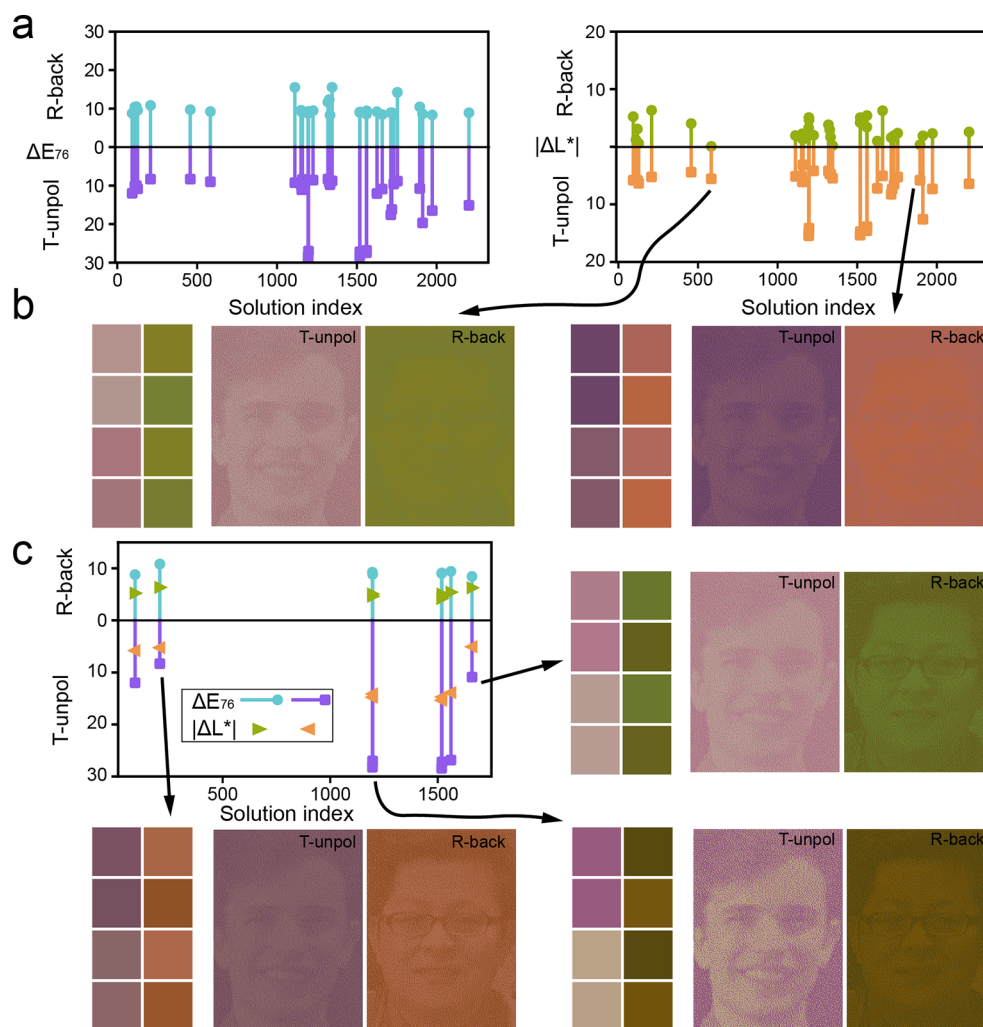 a
30
20
10
0
10
20
30
R-back
ΔE76
T-unpol
0 500 1000 1500 2000
Solution index
20
10
10
20
R-back
|ΔL*|
T-unpol
0 500 1000 1500 2000
Solution index
b
T-unpol
R-back
T-unpol
R-back
c
10
0
10
20
30
R-back
T-unpol
ΔE76
|ΔL*|
500 1000 1500
Solution index
T-unpol
R-back
T-unpol
R-back
T-unpol
R-back